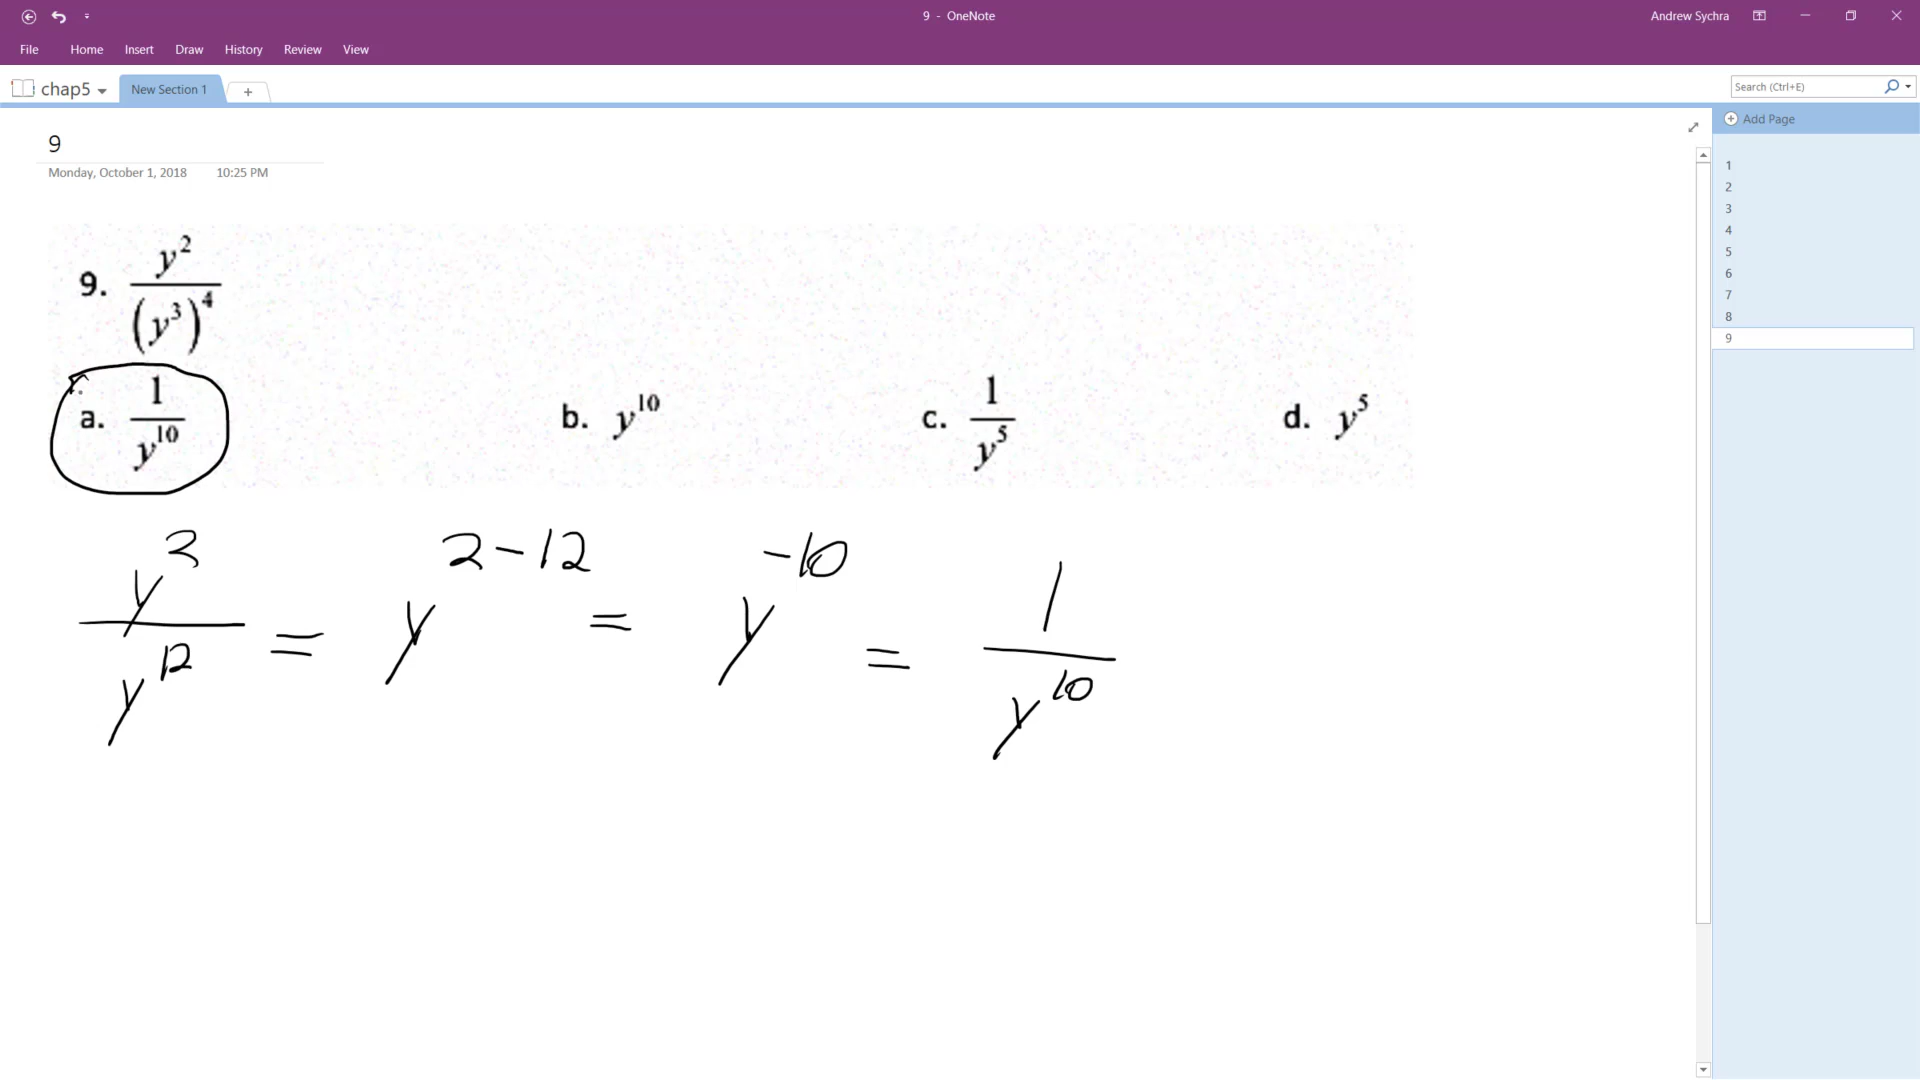 9 - OneNote
Andrew Sychra
File Home Insert Draw History Review View
chap5 New Section 1 +
Search (Ctrl+E)
Add Page
9
Monday, October 1, 2018 10:25 PM
1
2
3
4
5
6
7
8
9
9. y^2 / (y^3)^4
a. 1/y^10 b. y^10 c. 1/y^5 d. y^5
y^2/y^12 = y^(2-12) = y^-10 = 1/y^10